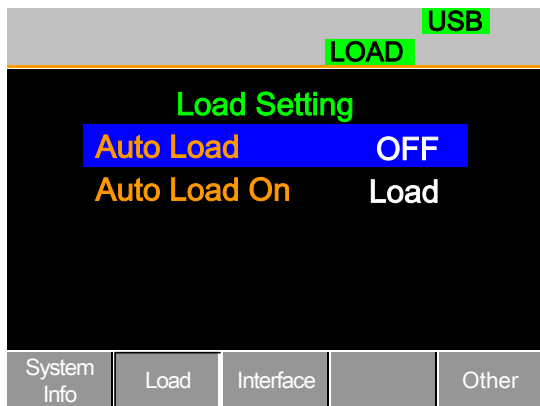 USB
LOAD
Load Setting
Auto Load OFF
Auto Load On Load
System
Info
Load
Interface
Other